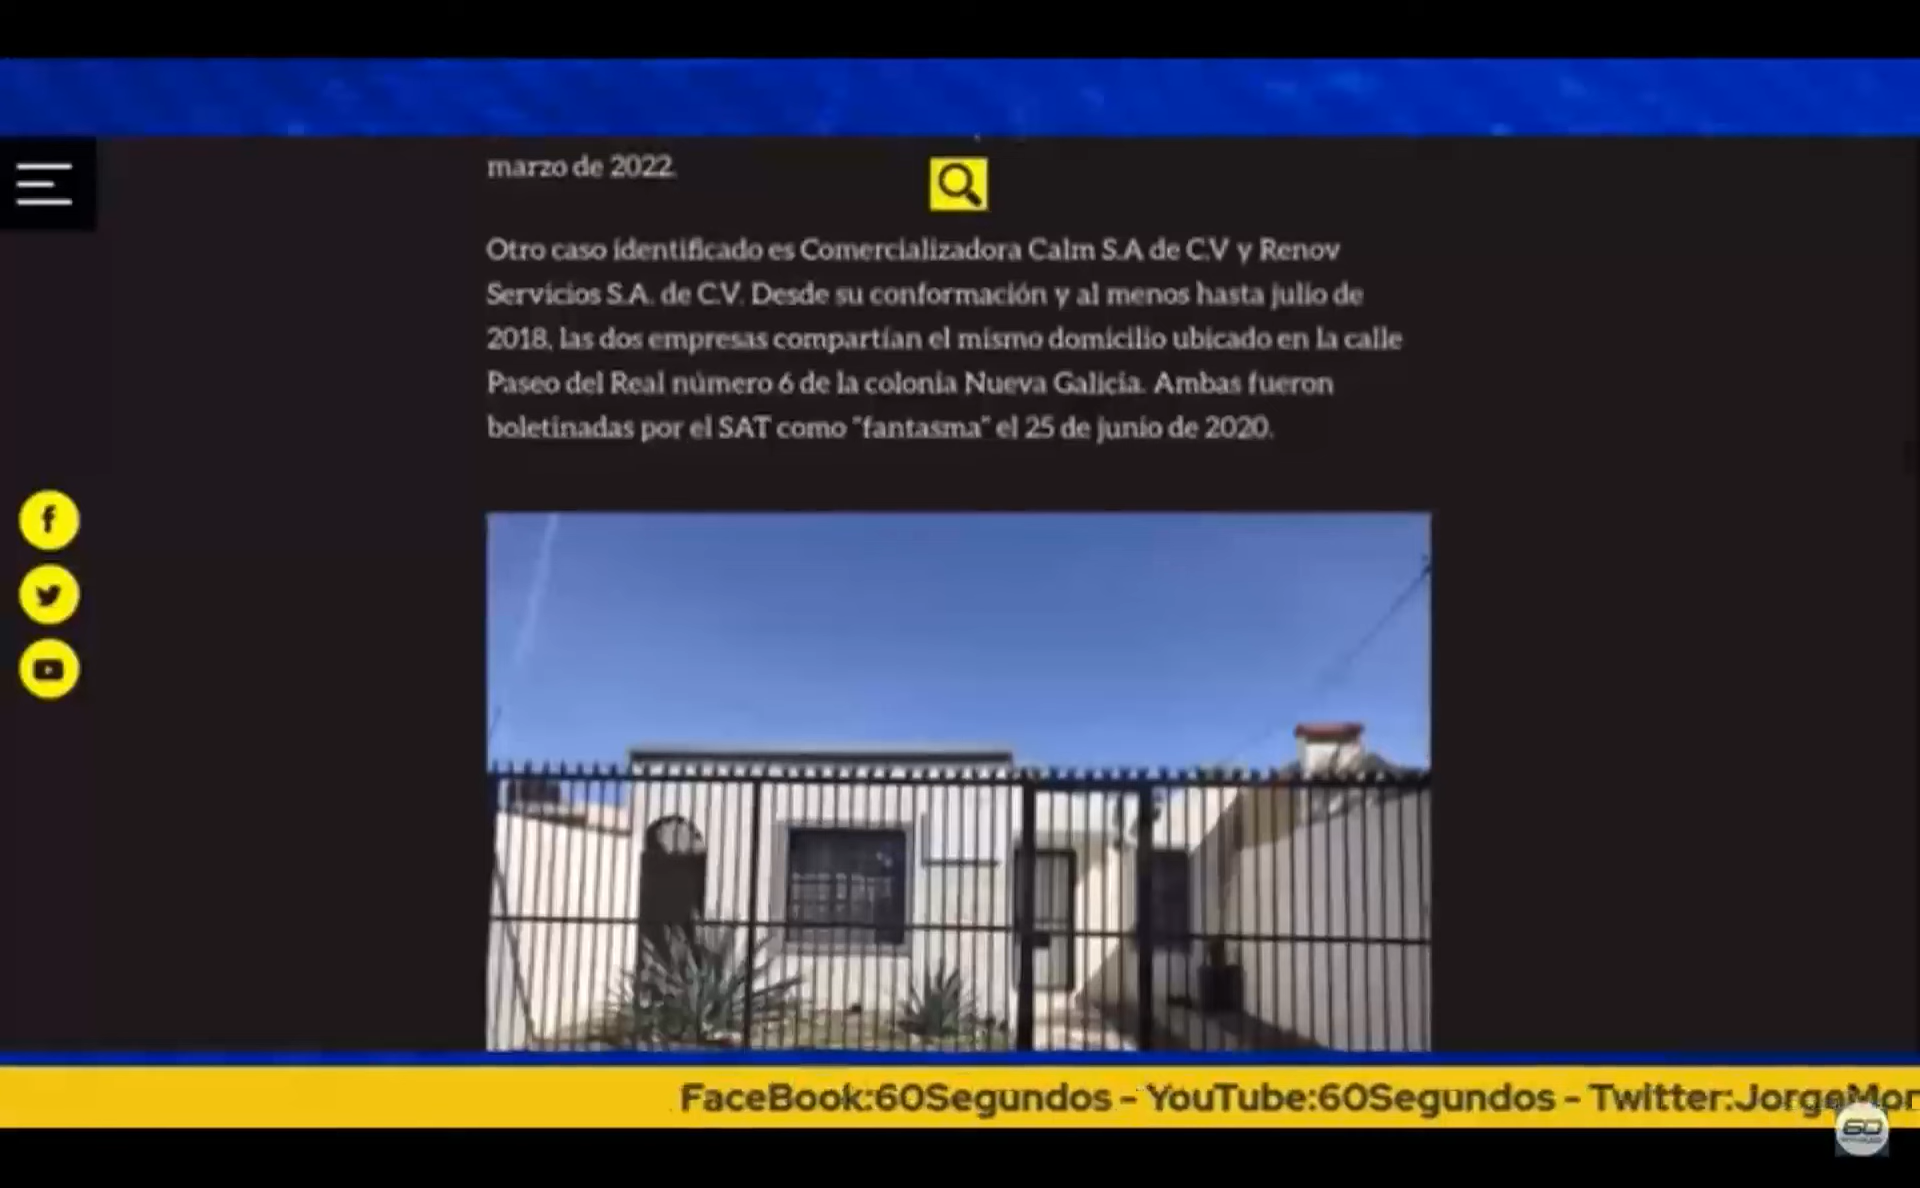 marzo de 2022.
Otro caso identificado es Comercializadora Calm S.A de C.V y Renov
Servicios S.A. de C.V. Desde su conformación y al menos hasta julio de
2018, las dos empresas compartían el mismo domicilio ubicado en la calle
Paseo del Real número 6 de la colonia Nueva Galicia. Ambas fueron
boletinadas por el SAT como "fantasma" el 25 de junio de 2020.
FaceBook:60Segundos - YouTube:60Segundos - Twitter:JorgeMor
60